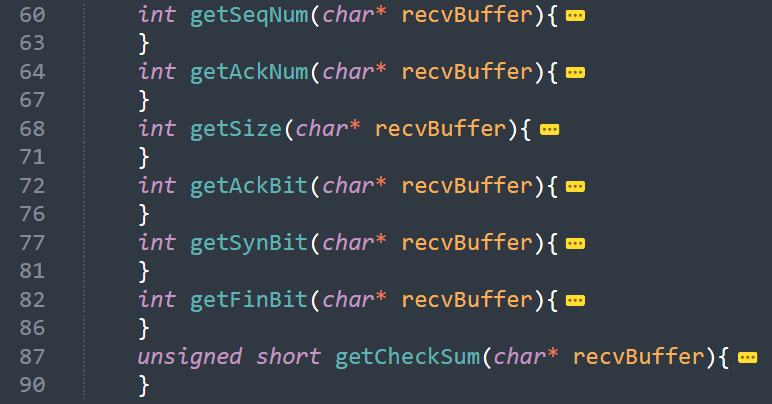 60 int getSeqNum(char* recvBuffer){
63 }
64 int getAckNum(char* recvBuffer){
67 }
68 int getSize(char* recvBuffer){
71 }
72 int getAckBit(char* recvBuffer){
76 }
77 int getSynBit(char* recvBuffer){
81 }
82 int getFinBit(char* recvBuffer){
86 }
87 unsigned short getCheckSum(char* recvBuffer){
90 }